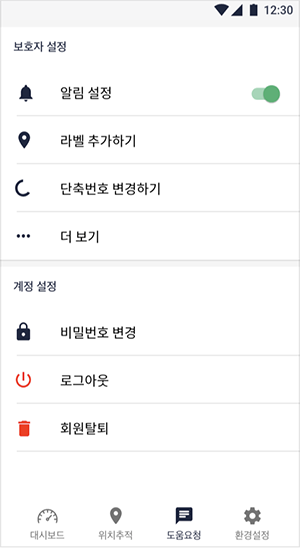 12:30
보호자 설정
알림 설정
라벨 추가하기
단축번호 변경하기
더 보기
계정 설정
비밀번호 변경
로그아웃
회원탈퇴
대시보드 위치추적 도움요청 환경설정